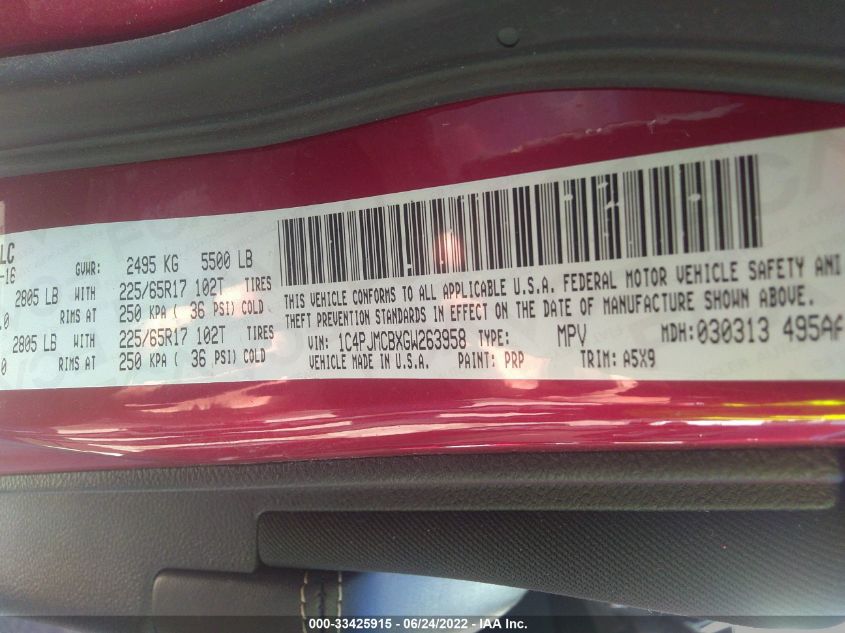 LC
-16 GVWR: 2495 KG 5500 LB
2805 LB WITH 225/65R17 102T TIRES
.0 RIMS AT 250 KPA ( 36 PSI) COLD
2805 LB WITH 225/65R17 102T TIRES
0 RIMS AT 250 KPA ( 36 PSI) COLD
THIS VEHICLE CONFORMS TO ALL APPLICABLE U.S.A. FEDERAL MOTOR VEHICLE SAFETY AN
THEFT PREVENTION STANDARDS IN EFFECT ON THE DATE OF MANUFACTURE SHOWN ABOVE.
VIN: 1C4PJMCBXGW263958 TYPE: MPV MDH: 030313 495A
VEHICLE MADE IN U.S.A. PAINT: PRP TRIM: A5X9
000-33425915 - 06/24/2022 - IAA Inc.